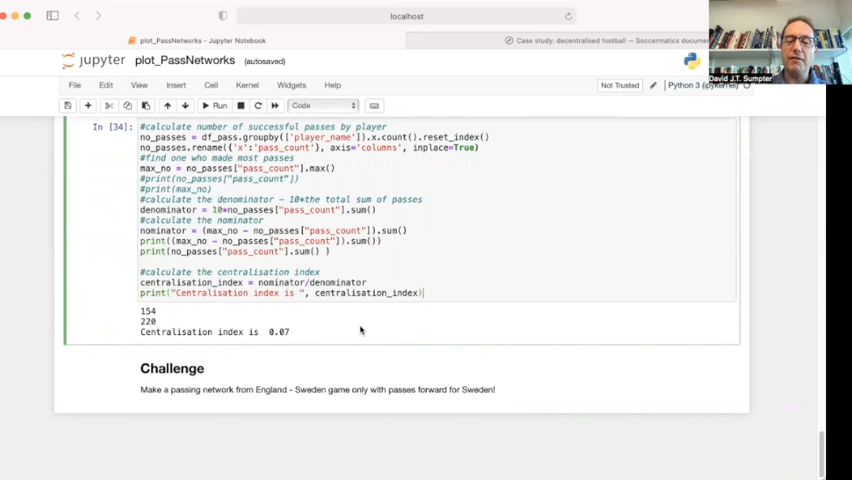 localhost
plot_PassNetworks - Jupyter Notebook
Case study: decentralised football — Soccermatics docume
David J.T. Sumpter
jupyter plot_PassNetworks (autosaved)
File Edit View Insert Cell Kernel Widgets Help
Not Trusted
Python 3 (ipykernel)
Run
Code
In [34]:
#calculate number of successful passes by player
no_passes = df_pass.groupby(['player_name']).x.count().reset_index()
no_passes.rename({'x':'pass_count'}, axis='columns', inplace=True)
#find one who made most passes
max_no = no_passes["pass_count"].max()
#print(no_passes["pass_count"])
#print(max_no)
#calculate the denominator - 10*the total sum of passes
denominator = 10*no_passes["pass_count"].sum()
#calculate the nominator
nominator = (max_no - no_passes["pass_count"]).sum()
print((max_no - no_passes["pass_count"]).sum())
print(no_passes["pass_count"].sum() )
#calculate the centralisation index
centralisation_index = nominator/denominator
print("Centralisation index is ", centralisation_index)
154
220
Centralisation index is  0.07
Challenge
Make a passing network from England - Sweden game only with passes forward for Sweden!